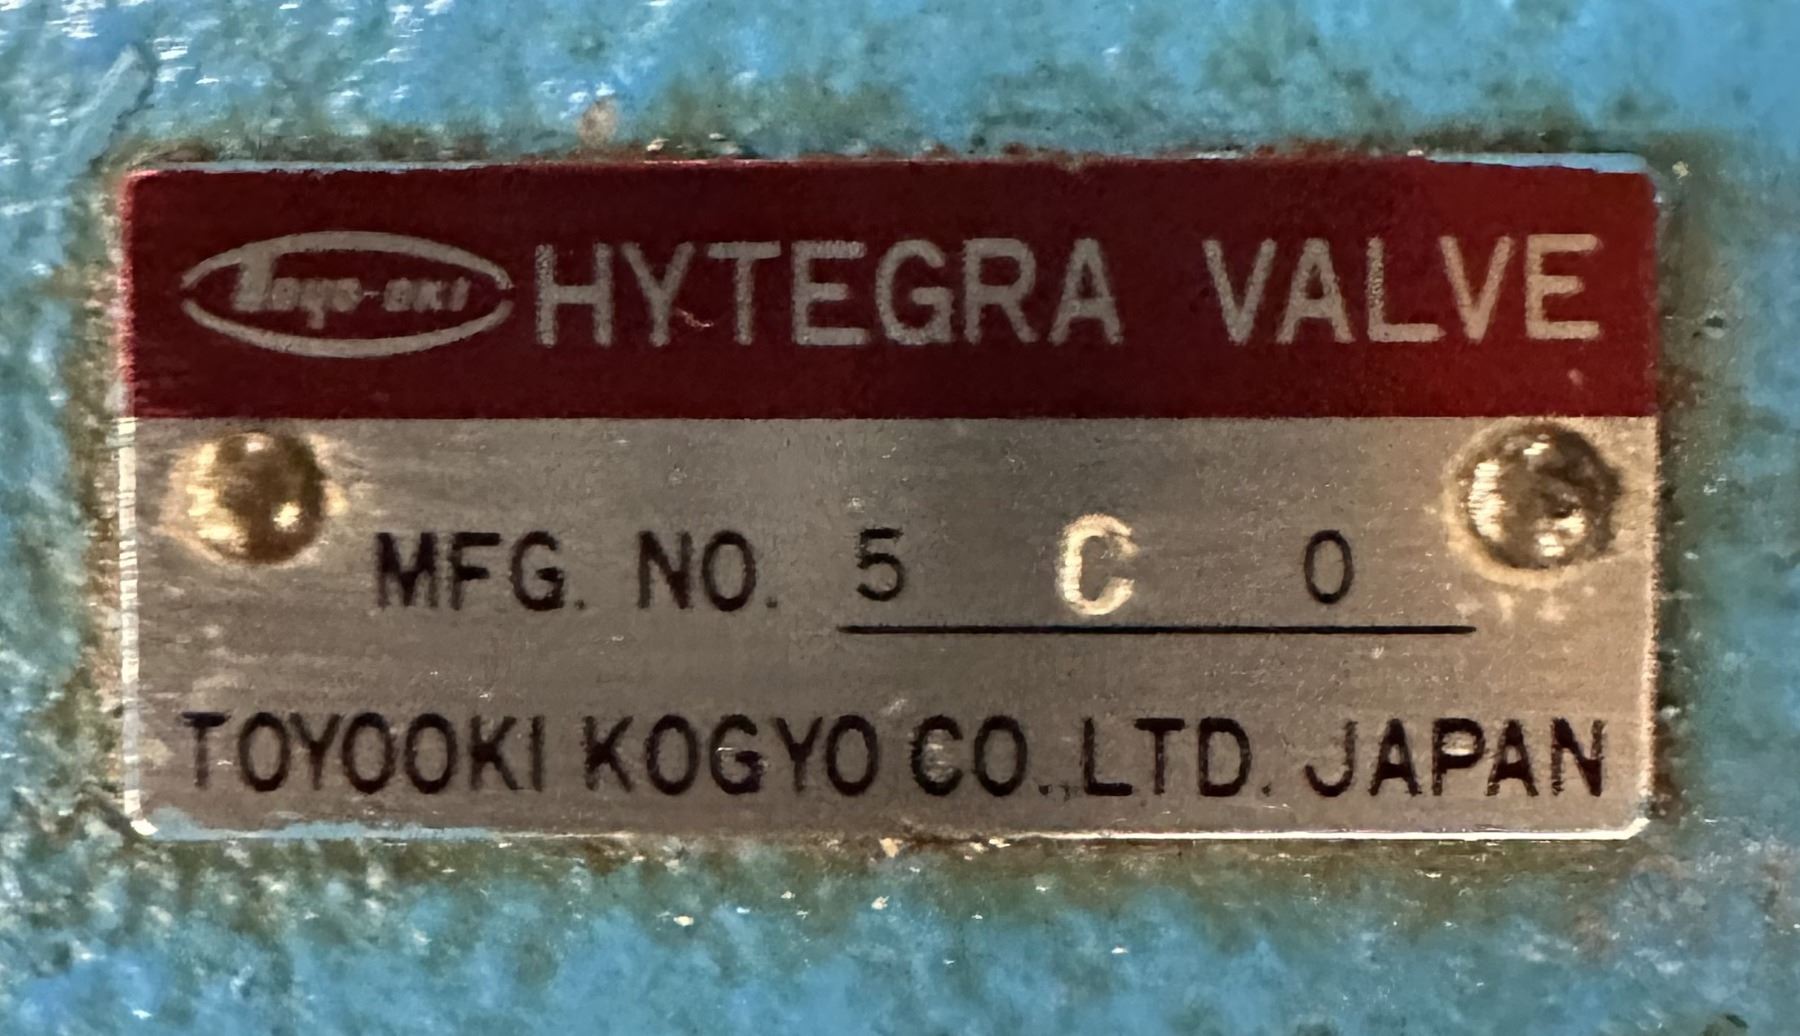 Toyo-oki HYTEGRA VALVE
MFG. NO. 5 C 0
TOYOOKI KOGYO CO.,LTD. JAPAN